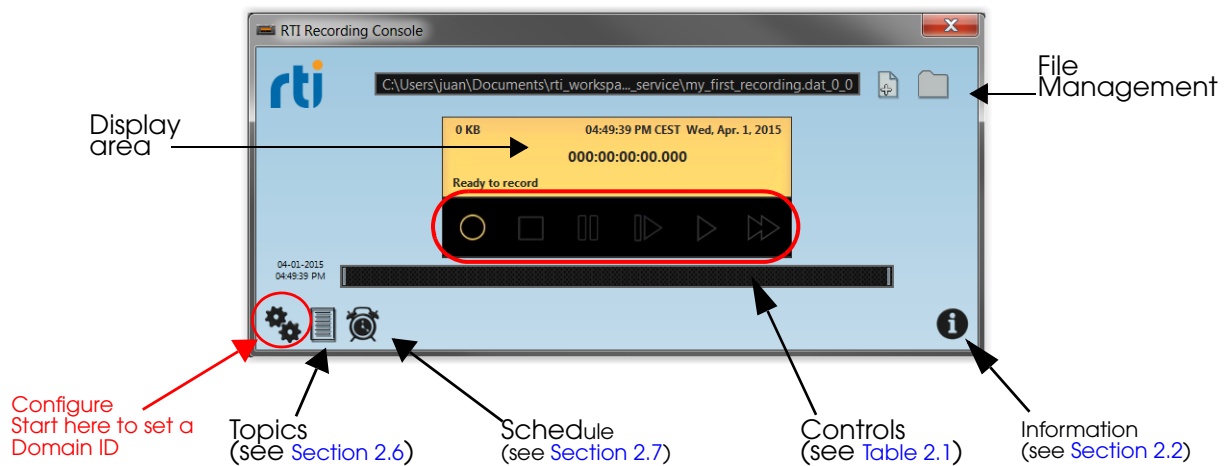 RTI Recording Console
rti
C:\Users\juan\Documents\rti_workspa..._service\my_first_recording.dat_0_0
File
Management
Display
area
0 KB 04:49:39 PM CEST Wed, Apr. 1, 2015
000:00:00:00.000
Ready to record
04-01-2015
04:49:39 PM
Configure
Start here to set a
Domain ID
Topics
(see Section 2.6)
Schedule
(see Section 2.7)
Controls
(see Table 2.1)
Information
(see Section 2.2)